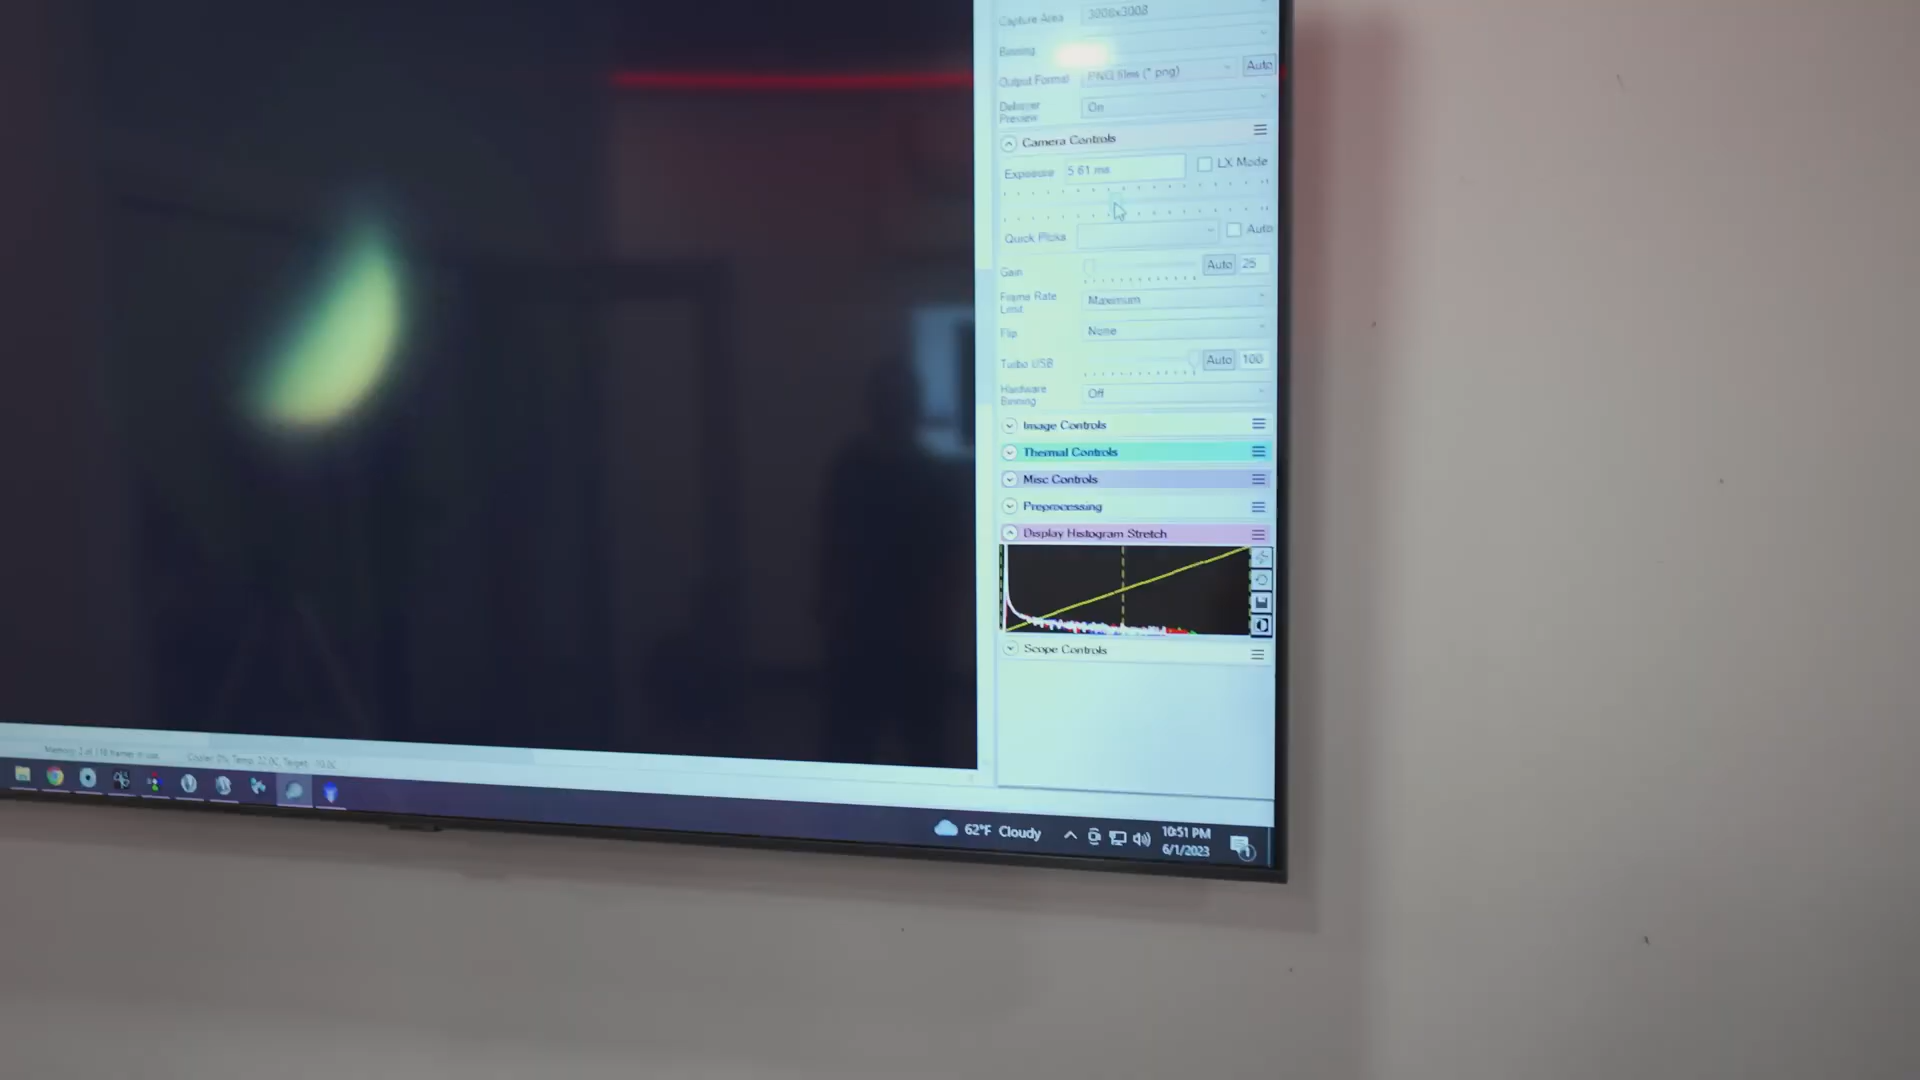 Capture Area 3008x3008
Binning
Output Format PNG files (*.png) Auto
Debayer Preview On
Camera Controls
Exposure 5.61 ms LX Mode
Quick Picks Auto
Gain Auto 25
Frame Rate Limit Maximum
Flip None
Turbo USB Auto 100
Hardware Binning Off
Image Controls
Thermal Controls
Misc Controls
Preprocessing
Display Histogram Stretch
Scope Controls
62°F Cloudy
10:51 PM
6/1/2023
1